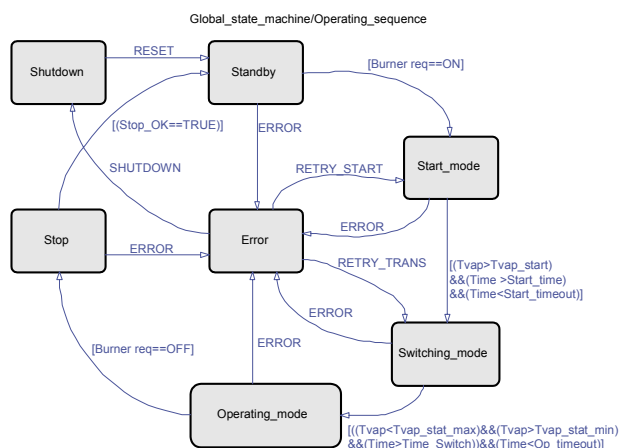 Global_state_machine/Operating_sequence
RESET
Shutdown
Standby
[Burner req==ON]
[(Stop_OK==TRUE)]
ERROR
Start_mode
SHUTDOWN
RETRY_START
ERROR
Stop
Error
ERROR
RETRY_TRANS
[(Tvap>Tvap_start)
&&(Time >Start_time)
&&(Time<Start_timeout)]
ERROR
ERROR
[Burner req==OFF]
Switching_mode
Operating_mode
[((Tvap<Tvap_stat_max)&&(Tvap>Tvap_stat_min)
&&(Time>Time_Switch))&&(Time<Op_timeout)]